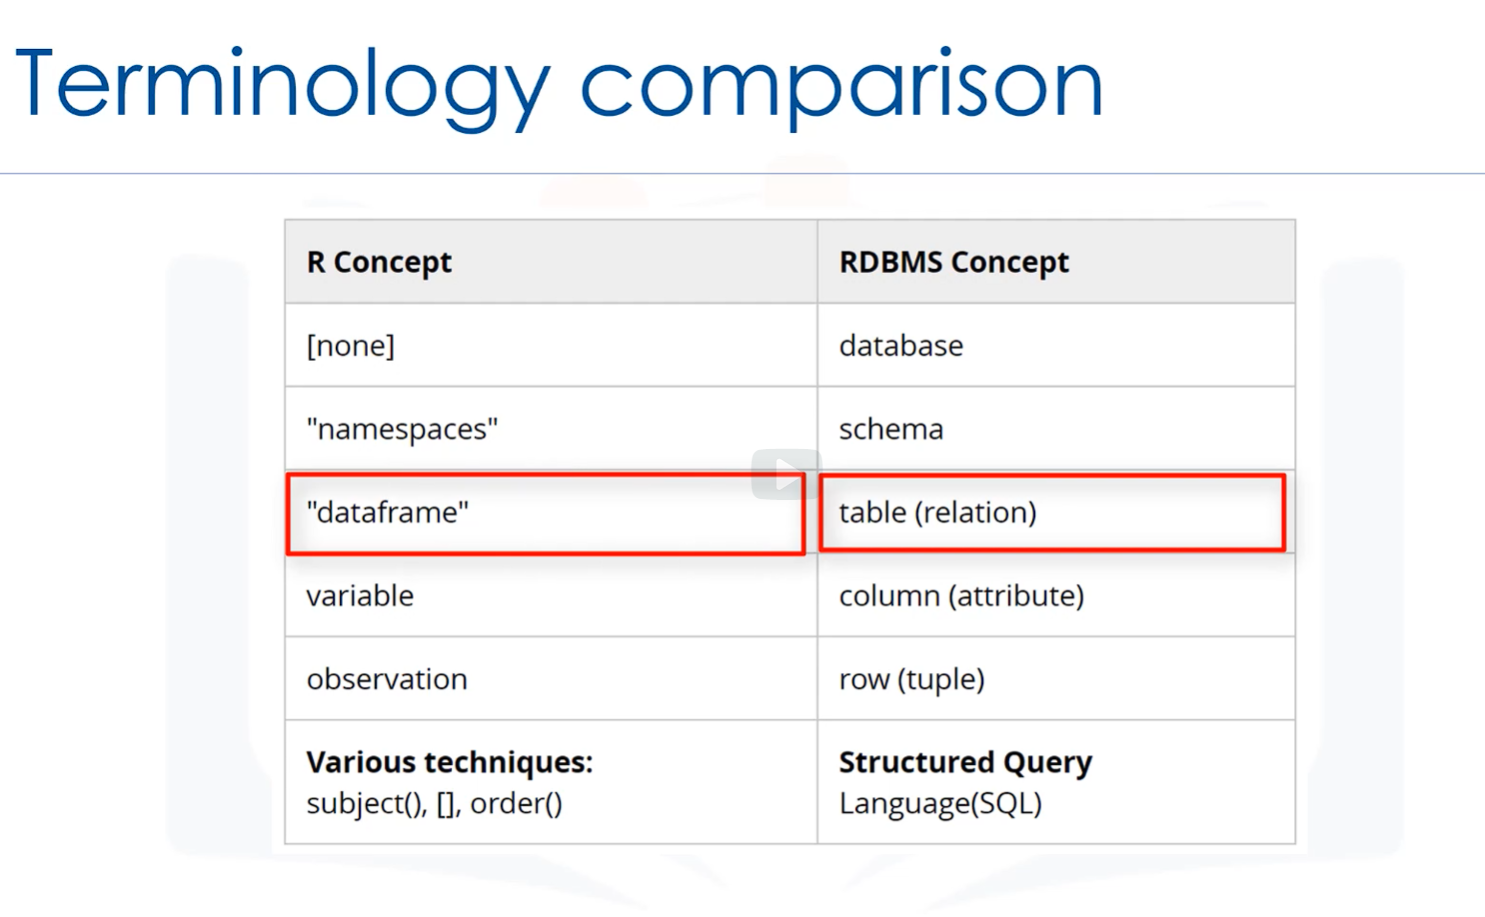 Terminology comparison
R Concept
RDBMS Concept
[none]
database
"namespaces"
schema
"dataframe"
table (relation)
variable
column (attribute)
observation
row (tuple)
Various techniques:
subject(), [], order()
Structured Query
Language(SQL)